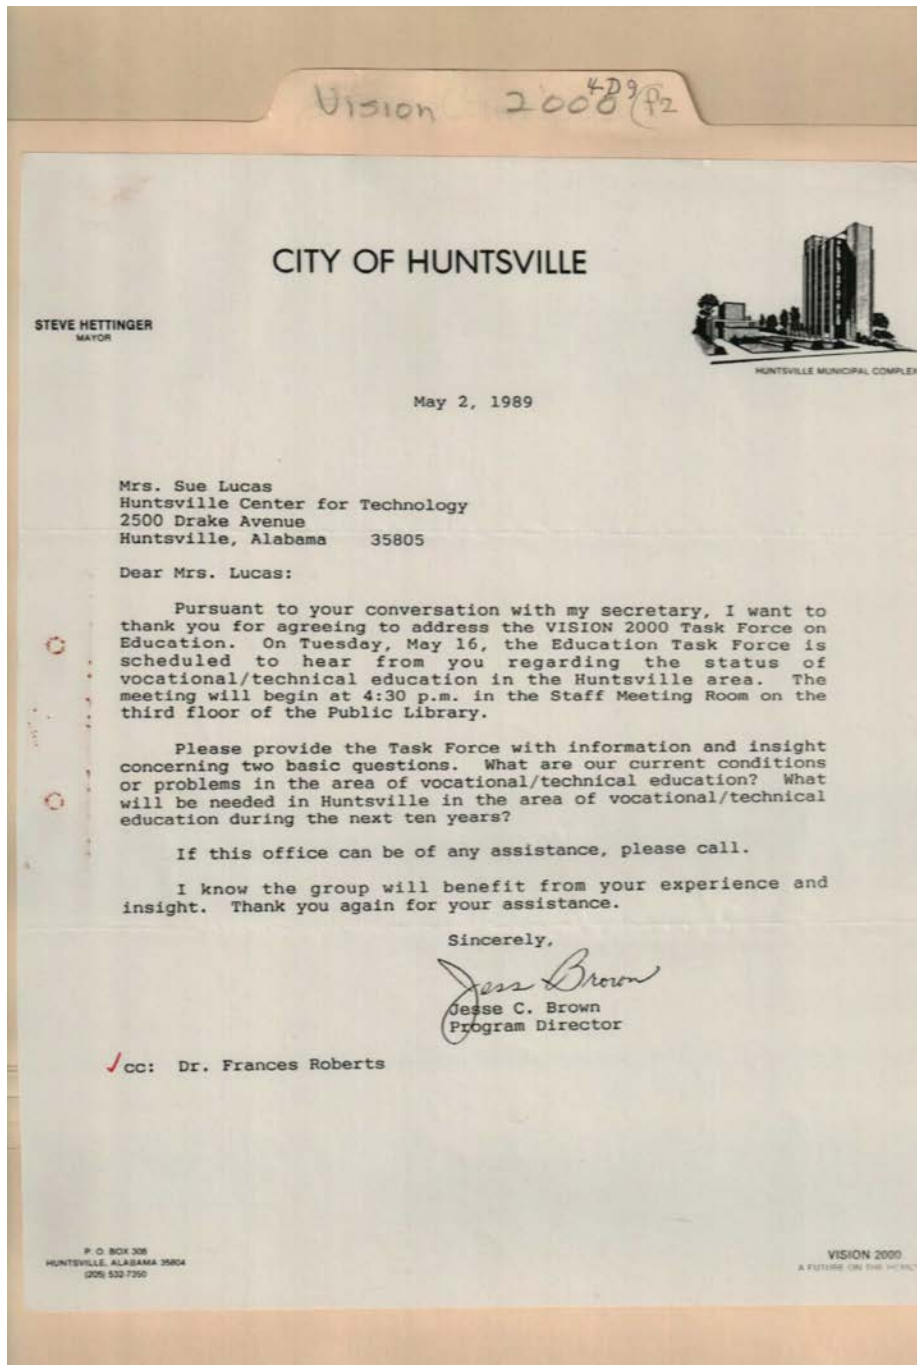 Vision 2000
4-D9
f2
CITY OF HUNTSVILLE
STEVE HETTINGER
MAYOR
HUNTSVILLE MUNICIPAL COMPLEX
May 2, 1989
Mrs. Sue Lucas
Huntsville Center for Technology
2500 Drake Avenue
Huntsville, Alabama 35805
Dear Mrs. Lucas:
Pursuant to your conversation with my secretary, I want to
thank you for agreeing to address the VISION 2000 Task Force on
Education. On Tuesday, May 16, the Education Task Force is
scheduled to hear from you regarding the status of
vocational/technical education in the Huntsville area. The
meeting will begin at 4:30 p.m. in the Staff Meeting Room on the
third floor of the Public Library.
Please provide the Task Force with information and insight
concerning two basic questions. What are our current conditions
or problems in the area of vocational/technical education? What
will be needed in Huntsville in the area of vocational/technical
education during the next ten years?
If this office can be of any assistance, please call.
I know the group will benefit from your experience and
insight. Thank you again for your assistance.
Sincerely,
Jess Brown
Jesse C. Brown
Program Director
✓cc: Dr. Frances Roberts
P. O. BOX 308
HUNTSVILLE, ALABAMA 35804
(205) 532-7350
VISION 2000
A FUTURE ON THE